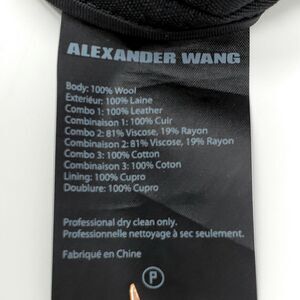 ALEXANDER WANG
Body: 100% Wool
Exteriéur: 100% Laine
Combo 1: 100% Leather
Combinaison 1: 100% Cuir
Combo 2: 81% Viscose, 19% Rayon
Combinaison 2: 81% Viscose, 19% Rayon
Combo 3: 100% Cotton
Combinaison 3: 100% Coton
Lining: 100% Cupro
Doublure: 100% Cupro
Professional dry clean only.
Professionelle nettoyage à sec seulement.
Fabriqué en Chine
P